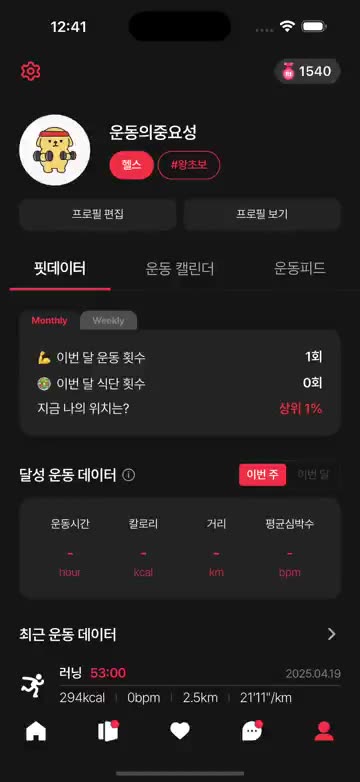 12:41
1540
운동의중요성
헬스 #왕초보
프로필 편집 프로필 보기
핏데이터 운동 캘린더 운동피드
Monthly Weekly
이번 달 운동 횟수 1회
이번 달 식단 횟수 0회
지금 나의 위치는? 상위 1%
달성 운동 데이터 이번 주 이번 달
운동시간 칼로리 거리 평균심박수
- - - -
hour kcal km bpm
최근 운동 데이터
러닝 53:00 2025.04.19
294kcal 0bpm 2.5km 21'11"/km